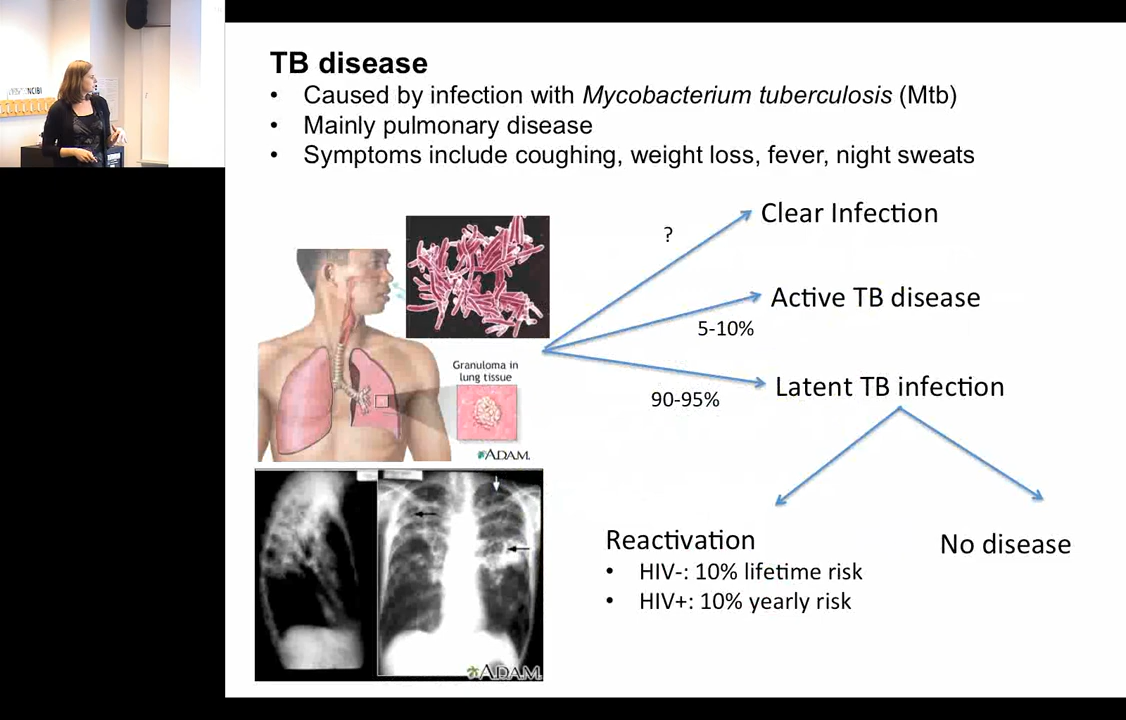 TB disease
• Caused by infection with Mycobacterium tuberculosis (Mtb)
• Mainly pulmonary disease
• Symptoms include coughing, weight loss, fever, night sweats
Clear Infection
?
Active TB disease
5-10%
Granuloma in
lung tissue
Latent TB infection
90-95%
ADAM.
Reactivation
• HIV-: 10% lifetime risk
• HIV+: 10% yearly risk
No disease
ADAM.